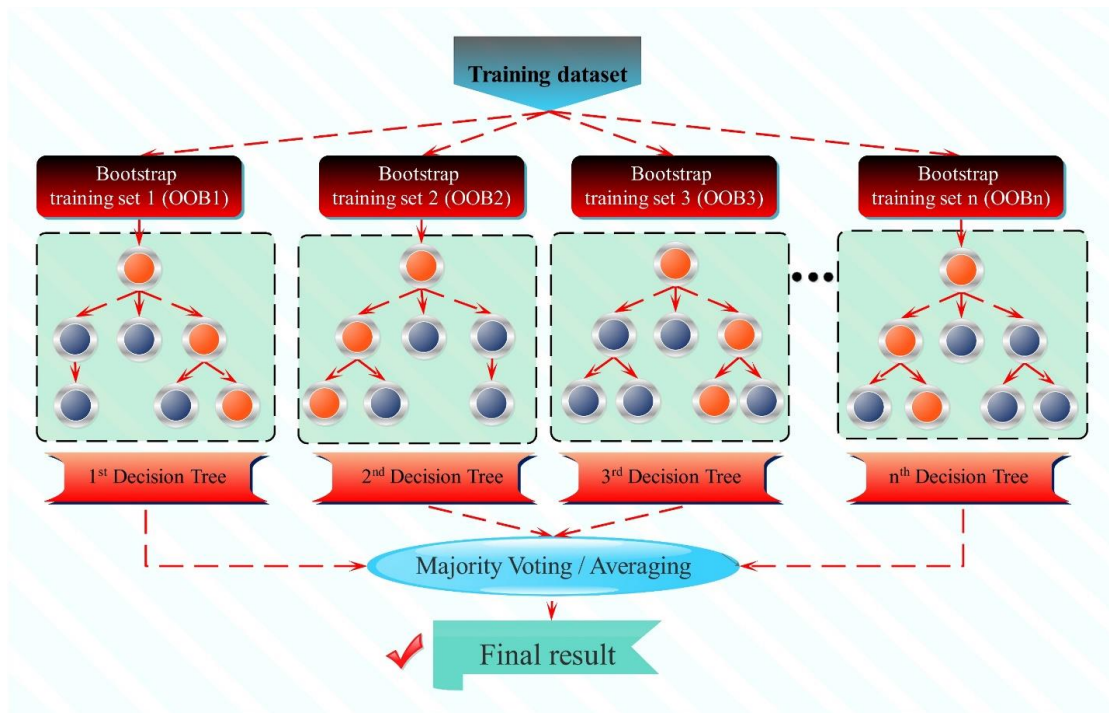 Training dataset
Bootstrap
training set 1 (OOB1)
Bootstrap
training set 2 (OOB2)
Bootstrap
training set 3 (OOB3)
Bootstrap
training set n (OOBn)
1st Decision Tree
2nd Decision Tree
3rd Decision Tree
nth Decision Tree
Majority Voting / Averaging
Final result